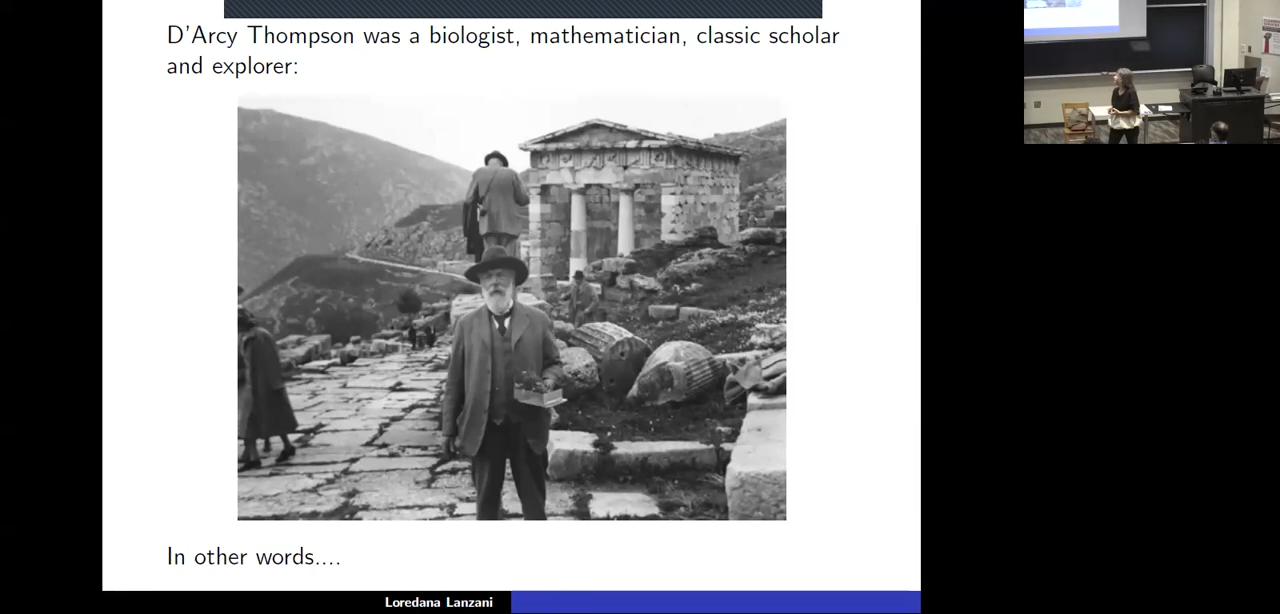 D'Arcy Thompson was a biologist, mathematician, classic scholar
and explorer:
In other words....
Loredana Lanzani